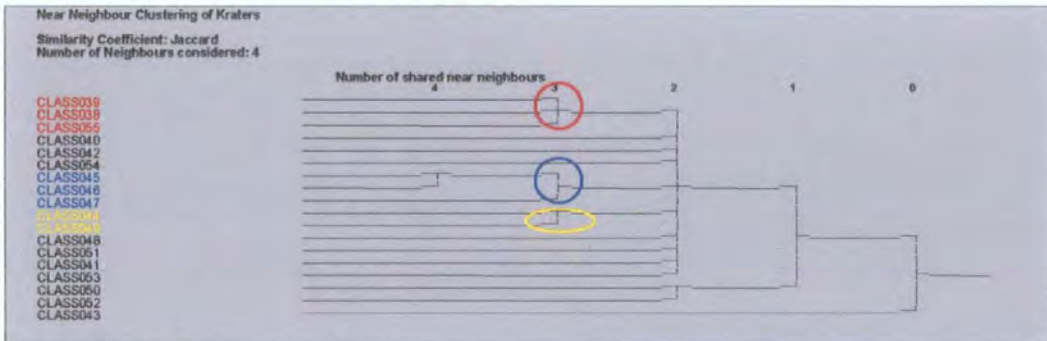 Near Neighbour Clustering of Kraters
Similarity Coefficient: Jaccard
Number of Neighbours considered: 4
Number of shared near neighbours
4 3 2 1 0
CLASS039
CLASS038
CLASS055
CLASS040
CLASS042
CLASS054
CLASS045
CLASS046
CLASS047
CLASS048
CLASS051
CLASS041
CLASS053
CLASS050
CLASS052
CLASS043